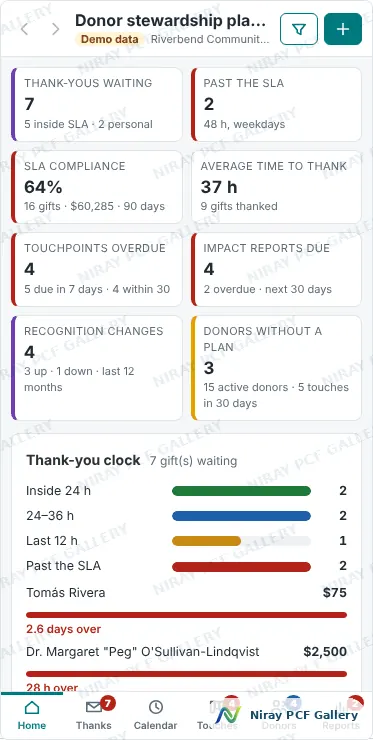 Donor stewardship pla...
Demo data Riverbend Communit...
THANK-YOUS WAITING
7
5 inside SLA · 2 personal
PAST THE SLA
2
48 h, weekdays
SLA COMPLIANCE
64%
16 gifts · $60,285 · 90 days
AVERAGE TIME TO THANK
37 h
9 gifts thanked
TOUCHPOINTS OVERDUE
4
5 due in 7 days · 4 within 30
IMPACT REPORTS DUE
4
2 overdue · next 30 days
RECOGNITION CHANGES
4
3 up · 1 down · last 12
months
DONORS WITHOUT A
PLAN
3
15 active donors · 5 touches
in 30 days
Thank-you clock 7 gift(s) waiting
Inside 24 h 2
24–36 h 2
Last 12 h 1
Past the SLA 2
Tomás Rivera $75
2.6 days over
Dr. Margaret "Peg" O'Sullivan-Lindqvist $2,500
28 h over
7 4 4 2
Home Thanks Calendar Donors Reports
Niray PCF Gallery
NIRAY PCF GALLERY